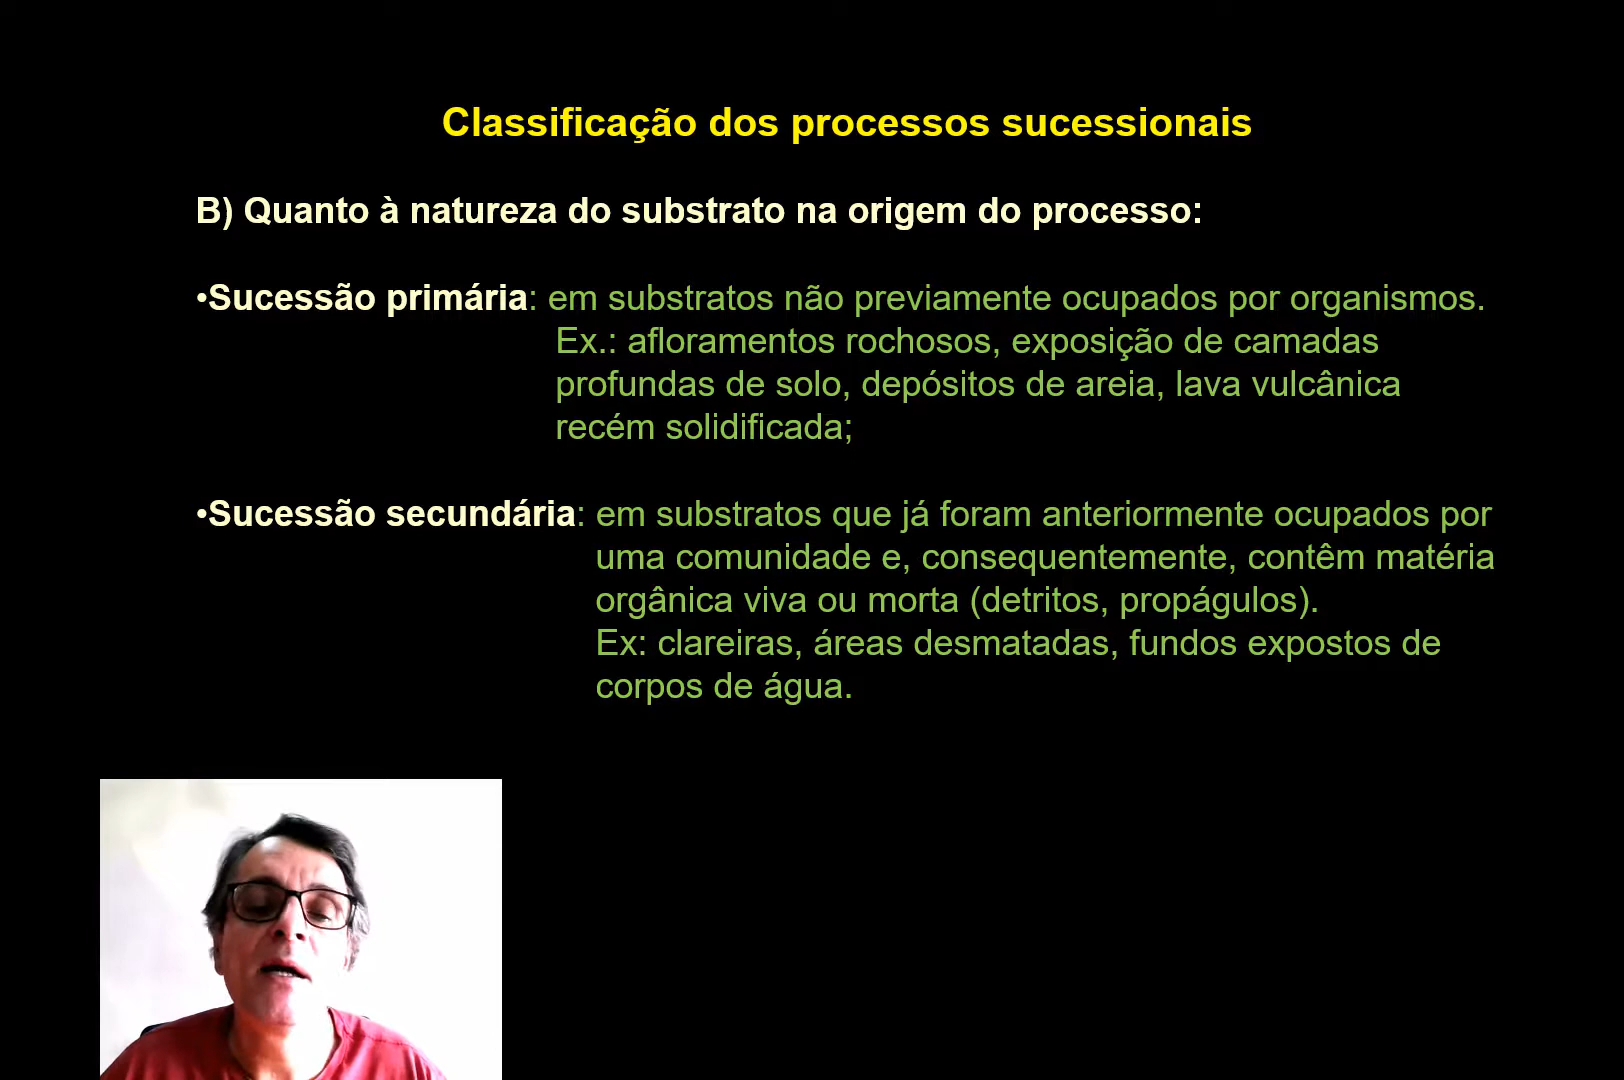 Classificação dos processos sucessionais
B) Quanto à natureza do substrato na origem do processo:
•Sucessão primária: em substratos não previamente ocupados por organismos.
Ex.: afloramentos rochosos, exposição de camadas
profundas de solo, depósitos de areia, lava vulcânica
recém solidificada;
•Sucessão secundária: em substratos que já foram anteriormente ocupados por
uma comunidade e, consequentemente, contêm matéria
orgânica viva ou morta (detritos, propágulos).
Ex: clareiras, áreas desmatadas, fundos expostos de
corpos de água.